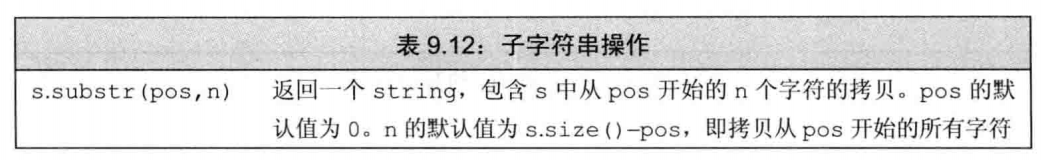 表 9.12：子字符串操作
s.substr(pos,n) 返回一个 string，包含 s 中从 pos 开始的 n 个字符的拷贝。pos 的默
认值为 0。n 的默认值为 s.size()–pos，即拷贝从 pos 开始的所有字符